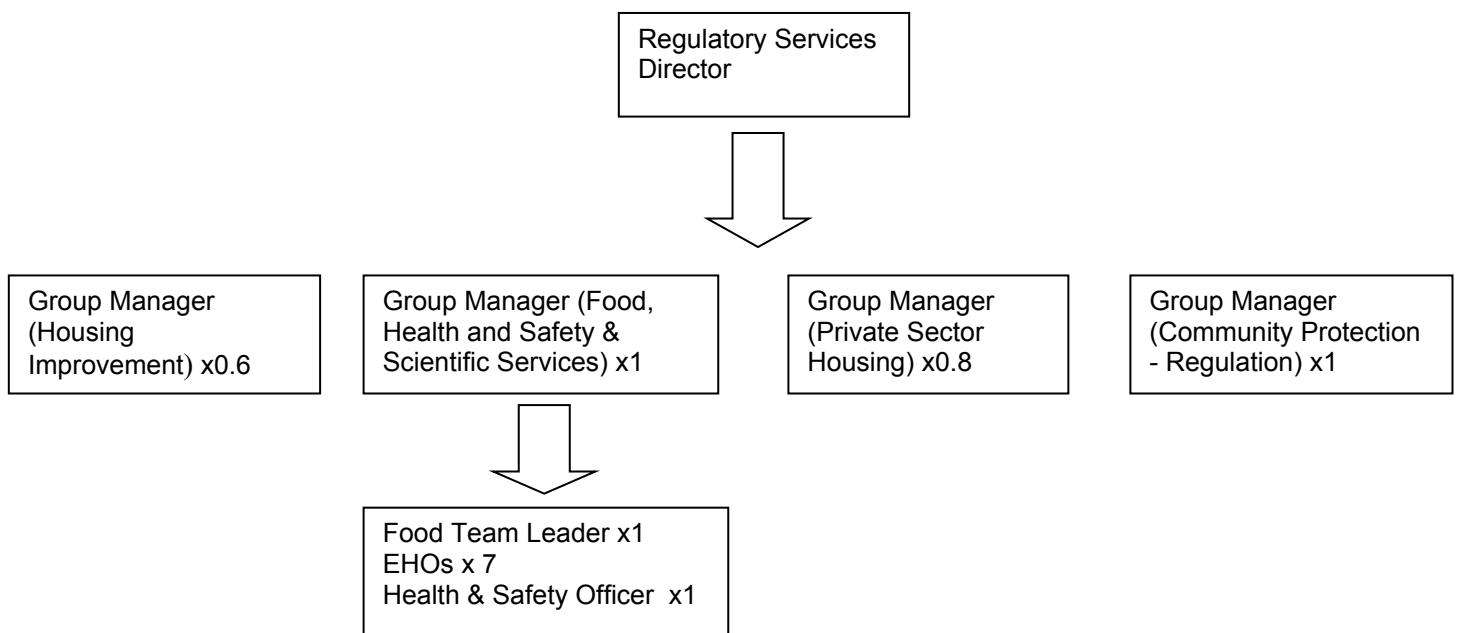 Regulatory Services
Director
Group Manager
(Housing
Improvement) x0.6
Group Manager (Food,
Health and Safety &
Scientific Services) x1
Group Manager
(Private Sector
Housing) x0.8
Group Manager
(Community Protection
- Regulation) x1
Food Team Leader x1
EHOs x 7
Health & Safety Officer  x1